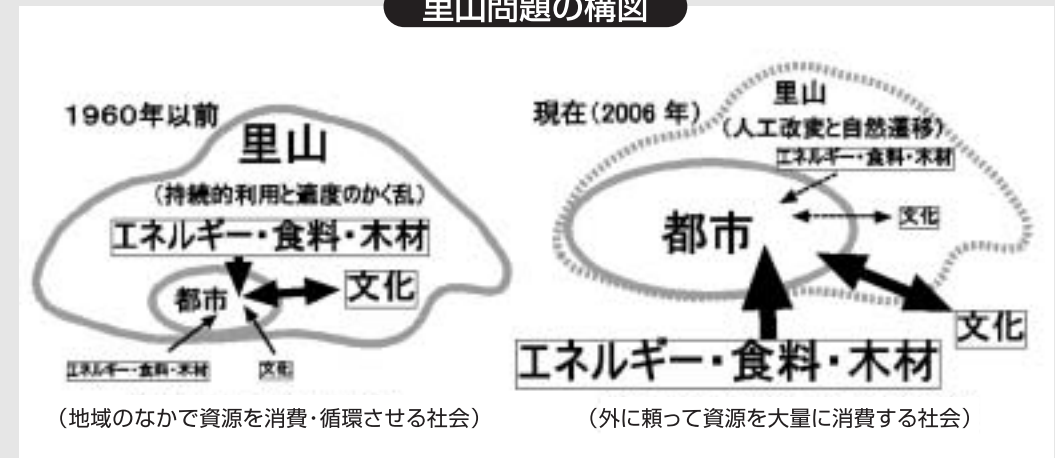 里山問題の構図
1960年以前
里山
（持続的利用と適度のかく乱）
エネルギー・食料・木材
都市
文化
エネルギー・食料・木材
文化
（地域のなかで資源を消費・循環させる社会）
現在（2006 年）
里山
（人工改変と自然遷移）
エネルギー・食料・木材
文化
都市
文化
エネルギー・食料・木材
（外に頼って資源を大量に消費する社会）